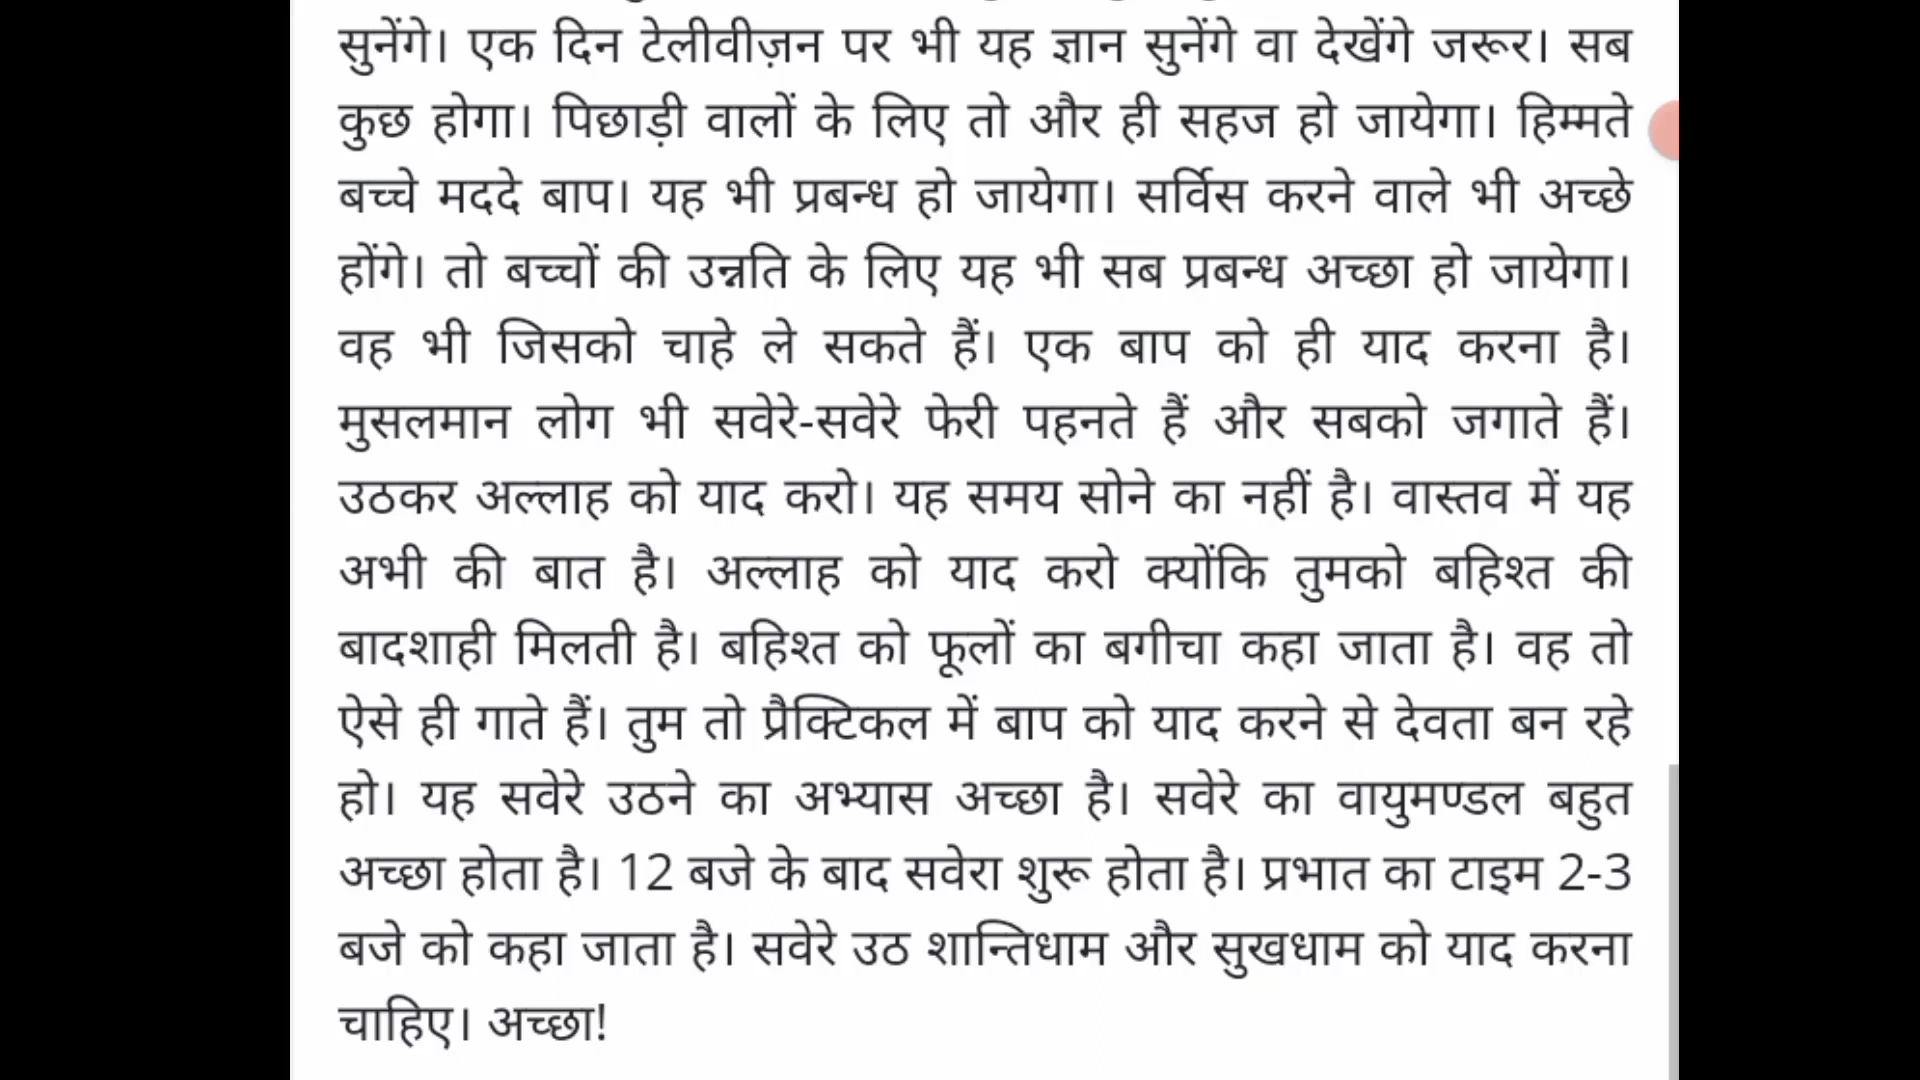 सुनेंगे। एक दिन टेलीवीज़न पर भी यह ज्ञान सुनेंगे वा देखेंगे जरूर। सब
कुछ होगा। पिछाड़ी वालों के लिए तो और ही सहज हो जायेगा। हिम्मते
बच्चे मददे बाप। यह भी प्रबन्ध हो जायेगा। सर्विस करने वाले भी अच्छे
होंगे। तो बच्चों की उन्नति के लिए यह भी सब प्रबन्ध अच्छा हो जायेगा।
वह भी जिसको चाहे ले सकते हैं। एक बाप को ही याद करना है।
मुसलमान लोग भी सवेरे-सवेरे फेरी पहनते हैं और सबको जगाते हैं।
उठकर अल्लाह को याद करो। यह समय सोने का नहीं है। वास्तव में यह
अभी की बात है। अल्लाह को याद करो क्योंकि तुमको बहिश्त की
बादशाही मिलती है। बहिश्त को फूलों का बगीचा कहा जाता है। वह तो
ऐसे ही गाते हैं। तुम तो प्रैक्टिकल में बाप को याद करने से देवता बन रहे
हो। यह सवेरे उठने का अभ्यास अच्छा है। सवेरे का वायुमण्डल बहुत
अच्छा होता है। 12 बजे के बाद सवेरा शुरू होता है। प्रभात का टाइम 2-3
बजे को कहा जाता है। सवेरे उठ शान्तिधाम और सुखधाम को याद करना
चाहिए। अच्छा!